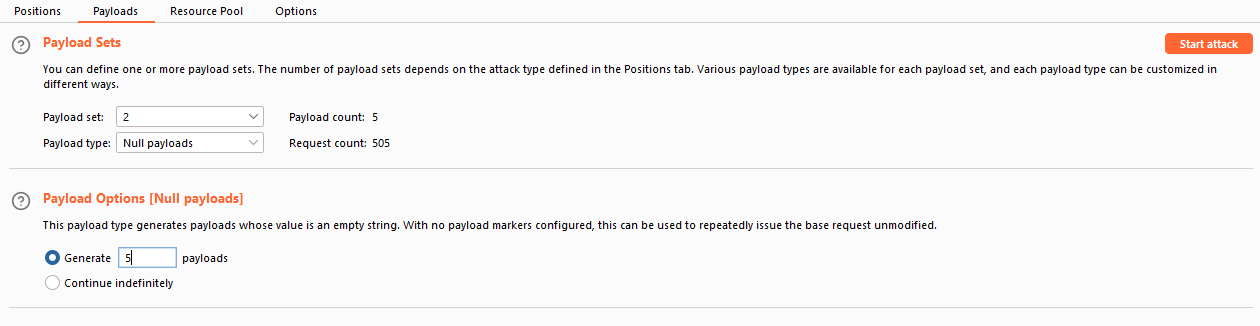 Positions Payloads Resource Pool Options
? Payload Sets Start attack
You can define one or more payload sets. The number of payload sets depends on the attack type defined in the Positions tab. Various payload types are available for each payload set, and each payload type can be customized in
different ways.
Payload set: 2 Payload count: 5
Payload type: Null payloads Request count: 505
? Payload Options [Null payloads]
This payload type generates payloads whose value is an empty string. With no payload markers configured, this can be used to repeatedly issue the base request unmodified.
Generate 5 payloads
Continue indefinitely